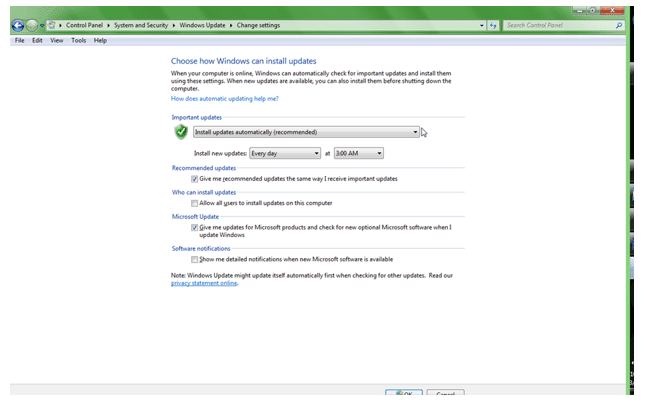 Control Panel ▸ System and Security ▸ Windows Update ▸ Change settings
Search Control Panel
File Edit View Tools Help
Choose how Windows can install updates
When your computer is online, Windows can automatically check for important updates and install them
using these settings. When new updates are available, you can also install them before shutting down the
computer.
How does automatic updating help me?
Important updates
Install updates automatically (recommended)
Install new updates: Every day at 3:00 AM
Recommended updates
Give me recommended updates the same way I receive important updates
Who can install updates
Allow all users to install updates on this computer
Microsoft Update
Give me updates for Microsoft products and check for new optional Microsoft software when I
update Windows
Software notifications
Show me detailed notifications when new Microsoft software is available
Note: Windows Update might update itself automatically first when checking for other updates. Read our
privacy statement online.
OK Cancel